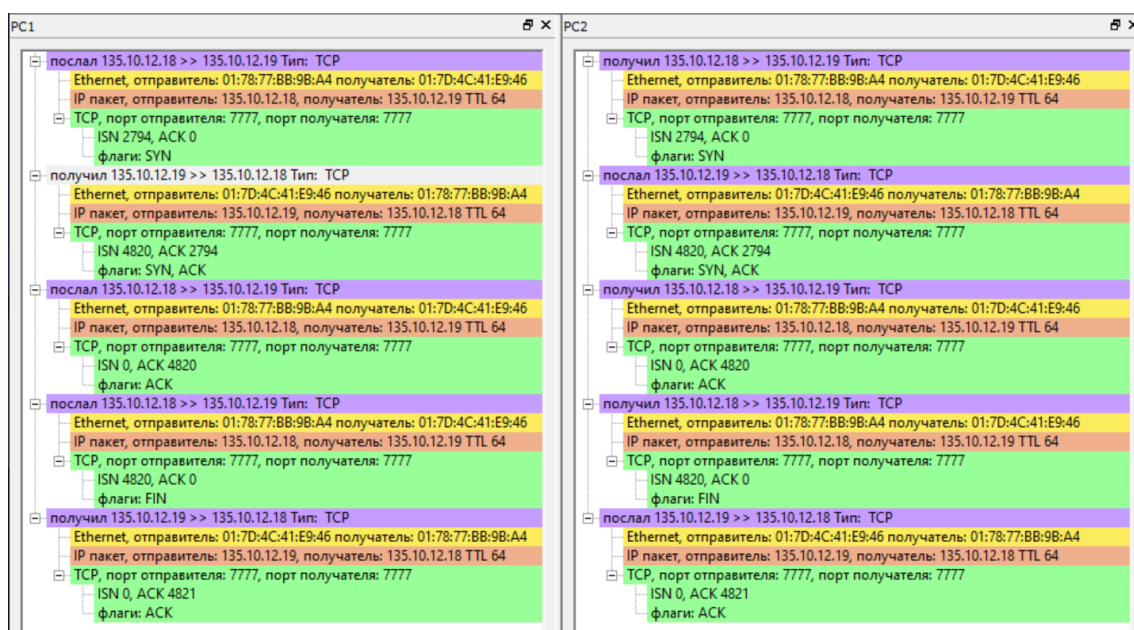 PC1
послал 135.10.12.18 >> 135.10.12.19 Тип: TCP
Ethernet, отправитель: 01:78:77:BB:9B:A4 получатель: 01:7D:4C:41:E9:46
IP пакет, отправитель: 135.10.12.18, получатель: 135.10.12.19 TTL 64
TCP, порт отправителя: 7777, порт получателя: 7777
ISN 2794, ACK 0
флаги: SYN
получил 135.10.12.19 >> 135.10.12.18 Тип: TCP
Ethernet, отправитель: 01:7D:4C:41:E9:46 получатель: 01:78:77:BB:9B:A4
IP пакет, отправитель: 135.10.12.19, получатель: 135.10.12.18 TTL 64
TCP, порт отправителя: 7777, порт получателя: 7777
ISN 4820, ACK 2794
флаги: SYN, ACK
послал 135.10.12.18 >> 135.10.12.19 Тип: TCP
Ethernet, отправитель: 01:78:77:BB:9B:A4 получатель: 01:7D:4C:41:E9:46
IP пакет, отправитель: 135.10.12.18, получатель: 135.10.12.19 TTL 64
TCP, порт отправителя: 7777, порт получателя: 7777
ISN 0, ACK 4820
флаги: ACK
послал 135.10.12.18 >> 135.10.12.19 Тип: TCP
Ethernet, отправитель: 01:78:77:BB:9B:A4 получатель: 01:7D:4C:41:E9:46
IP пакет, отправитель: 135.10.12.18, получатель: 135.10.12.19 TTL 64
TCP, порт отправителя: 7777, порт получателя: 7777
ISN 4820, ACK 0
флаги: FIN
получил 135.10.12.19 >> 135.10.12.18 Тип: TCP
Ethernet, отправитель: 01:7D:4C:41:E9:46 получатель: 01:78:77:BB:9B:A4
IP пакет, отправитель: 135.10.12.19, получатель: 135.10.12.18 TTL 64
TCP, порт отправителя: 7777, порт получателя: 7777
ISN 0, ACK 4821
флаги: ACK
PC2
получил 135.10.12.18 >> 135.10.12.19 Тип: TCP
Ethernet, отправитель: 01:78:77:BB:9B:A4 получатель: 01:7D:4C:41:E9:46
IP пакет, отправитель: 135.10.12.18, получатель: 135.10.12.19 TTL 64
TCP, порт отправителя: 7777, порт получателя: 7777
ISN 2794, ACK 0
флаги: SYN
послал 135.10.12.19 >> 135.10.12.18 Тип: TCP
Ethernet, отправитель: 01:7D:4C:41:E9:46 получатель: 01:78:77:BB:9B:A4
IP пакет, отправитель: 135.10.12.19, получатель: 135.10.12.18 TTL 64
TCP, порт отправителя: 7777, порт получателя: 7777
ISN 4820, ACK 2794
флаги: SYN, ACK
получил 135.10.12.18 >> 135.10.12.19 Тип: TCP
Ethernet, отправитель: 01:78:77:BB:9B:A4 получатель: 01:7D:4C:41:E9:46
IP пакет, отправитель: 135.10.12.18, получатель: 135.10.12.19 TTL 64
TCP, порт отправителя: 7777, порт получателя: 7777
ISN 0, ACK 4820
флаги: ACK
получил 135.10.12.18 >> 135.10.12.19 Тип: TCP
Ethernet, отправитель: 01:78:77:BB:9B:A4 получатель: 01:7D:4C:41:E9:46
IP пакет, отправитель: 135.10.12.18, получатель: 135.10.12.19 TTL 64
TCP, порт отправителя: 7777, порт получателя: 7777
ISN 4820, ACK 0
флаги: FIN
послал 135.10.12.19 >> 135.10.12.18 Тип: TCP
Ethernet, отправитель: 01:7D:4C:41:E9:46 получатель: 01:78:77:BB:9B:A4
IP пакет, отправитель: 135.10.12.19, получатель: 135.10.12.18 TTL 64
TCP, порт отправителя: 7777, порт получателя: 7777
ISN 0, ACK 4821
флаги: ACK